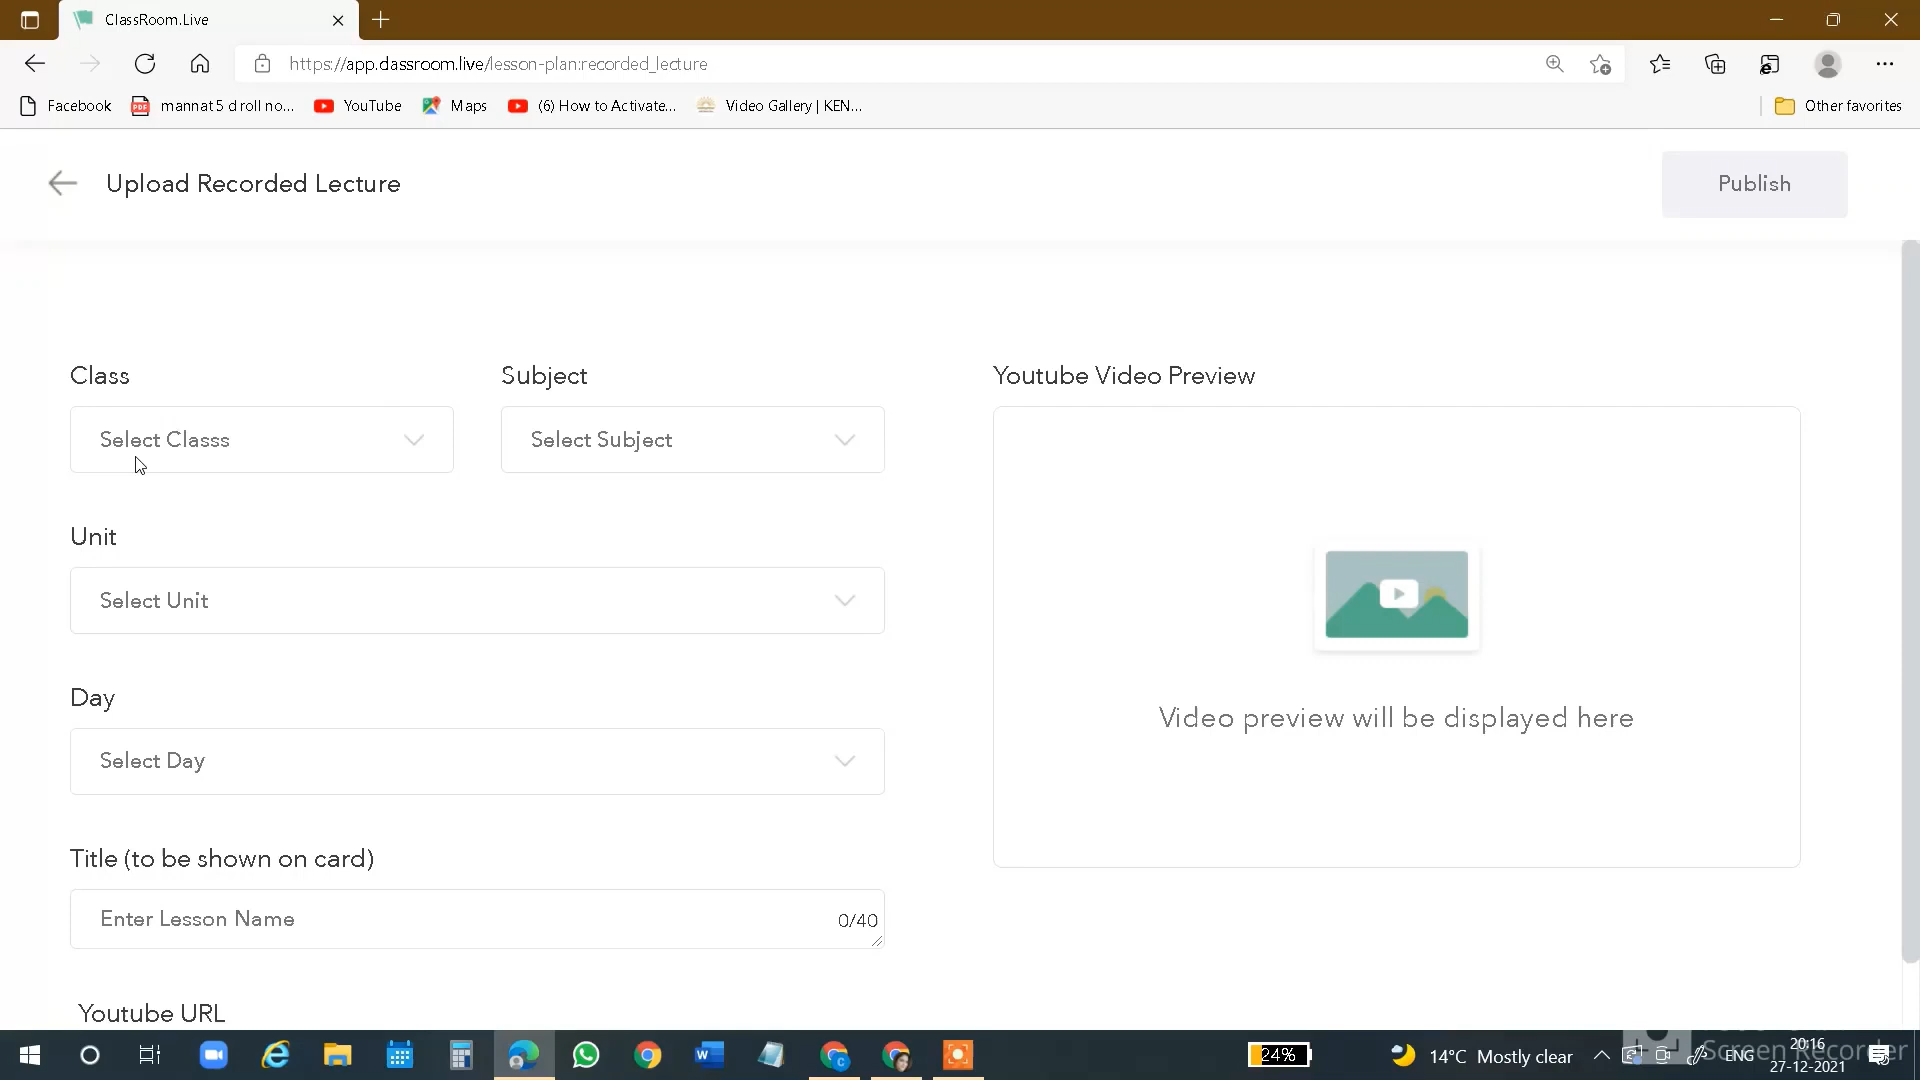 ClassRoom.Live
https://app.classroom.live/lesson-plan:recorded_lecture
Facebook
mannat 5 d roll no...
YouTube
Maps
(6) How to Activate...
Video Gallery | KEN...
Other favorites
Upload Recorded Lecture
Publish
Class
Subject
Youtube Video Preview
Select Classs
Select Subject
Unit
Select Unit
Day
Select Day
Video preview will be displayed here
Title (to be shown on card)
Enter Lesson Name
0/40
Youtube URL
24%
14°C Mostly clear
ENG
Screen Recorder
20:16
27-12-2021